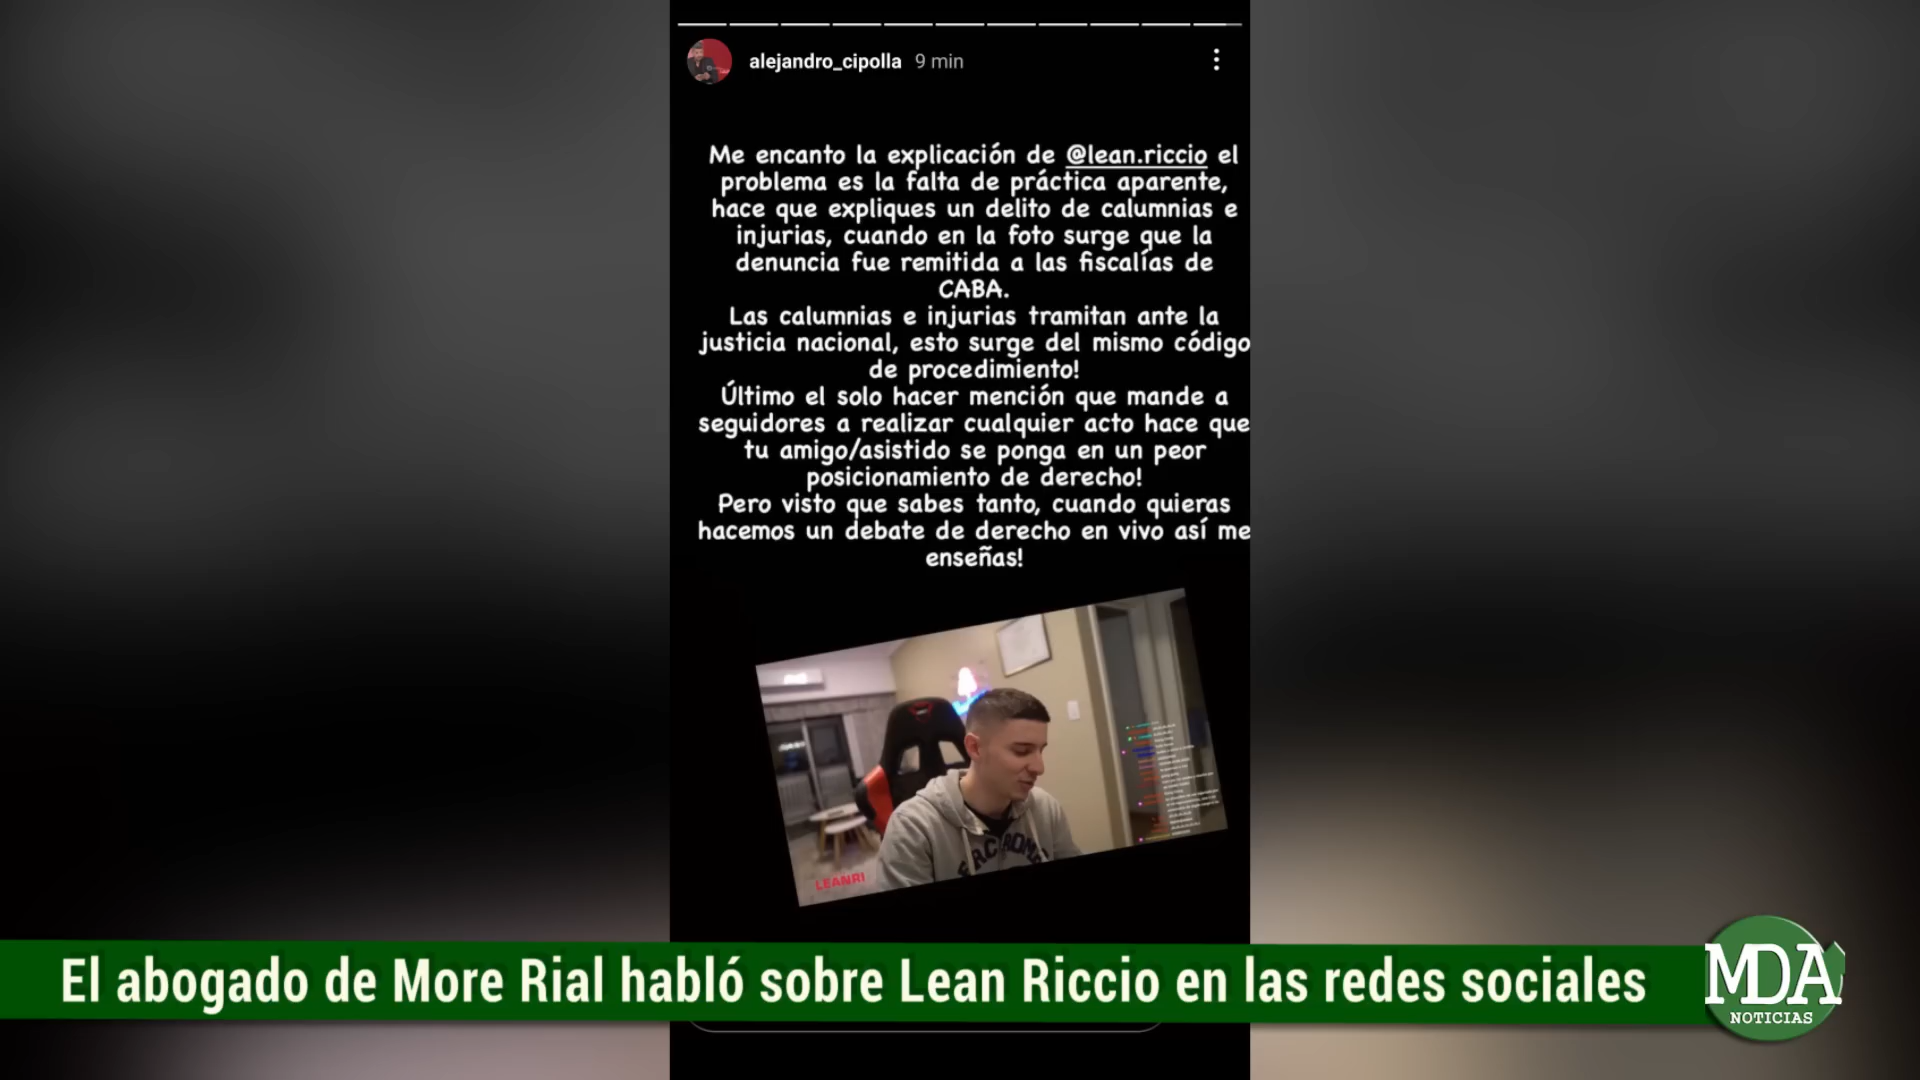 alejandro_cipolla 9 min
Me encanto la explicación de @lean.riccio el
problema es la falta de práctica aparente,
hace que expliques un delito de calumnias e
injurias, cuando en la foto surge que la
denuncia fue remitida a las fiscalías de
CABA.
Las calumnias e injurias tramitan ante la
justicia nacional, esto surge del mismo código
de procedimiento!
Último el solo hacer mención que mande a
seguidores a realizar cualquier acto hace que
tu amigo/asistido se ponga en un peor
posicionamiento de derecho!
Pero visto que sabes tanto, cuando quieras
hacemos un debate de derecho en vivo así me
enseñas!
LEANRI
El abogado de More Rial habló sobre Lean Riccio en las redes sociales
MDA
NOTICIAS